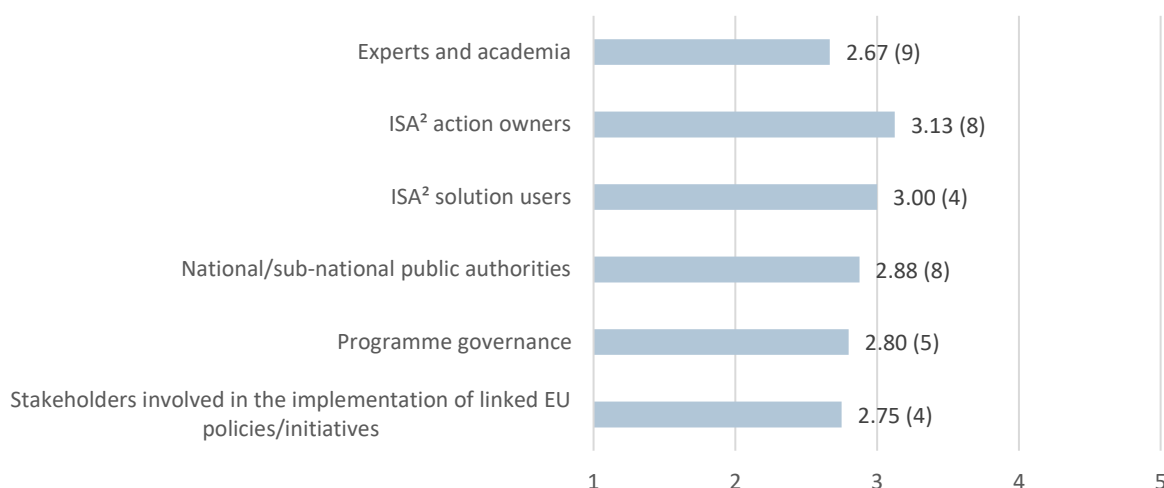 Experts and academia 2.67 (9)
ISA² action owners 3.13 (8)
ISA² solution users 3.00 (4)
National/sub-national public authorities 2.88 (8)
Programme governance 2.80 (5)
Stakeholders involved in the implementation of linked EU
policies/initiatives 2.75 (4)
1 2 3 4 5